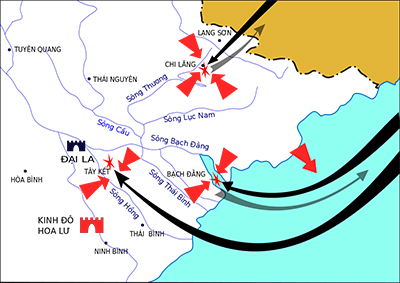 LẠNG SƠN
TUYÊN QUANG
CHI LĂNG
THÁI NGUYÊN
Sông Thương
Sông Lục Nam
Sông Cầu
Sông Bạch Đằng
ĐẠI LA
TÂY KẾT
BẠCH ĐẰNG
HÒA BÌNH
Sông Thái Bình
Sông Hồng
KINH ĐÔ
HOA LƯ
THÁI BÌNH
NINH BÌNH